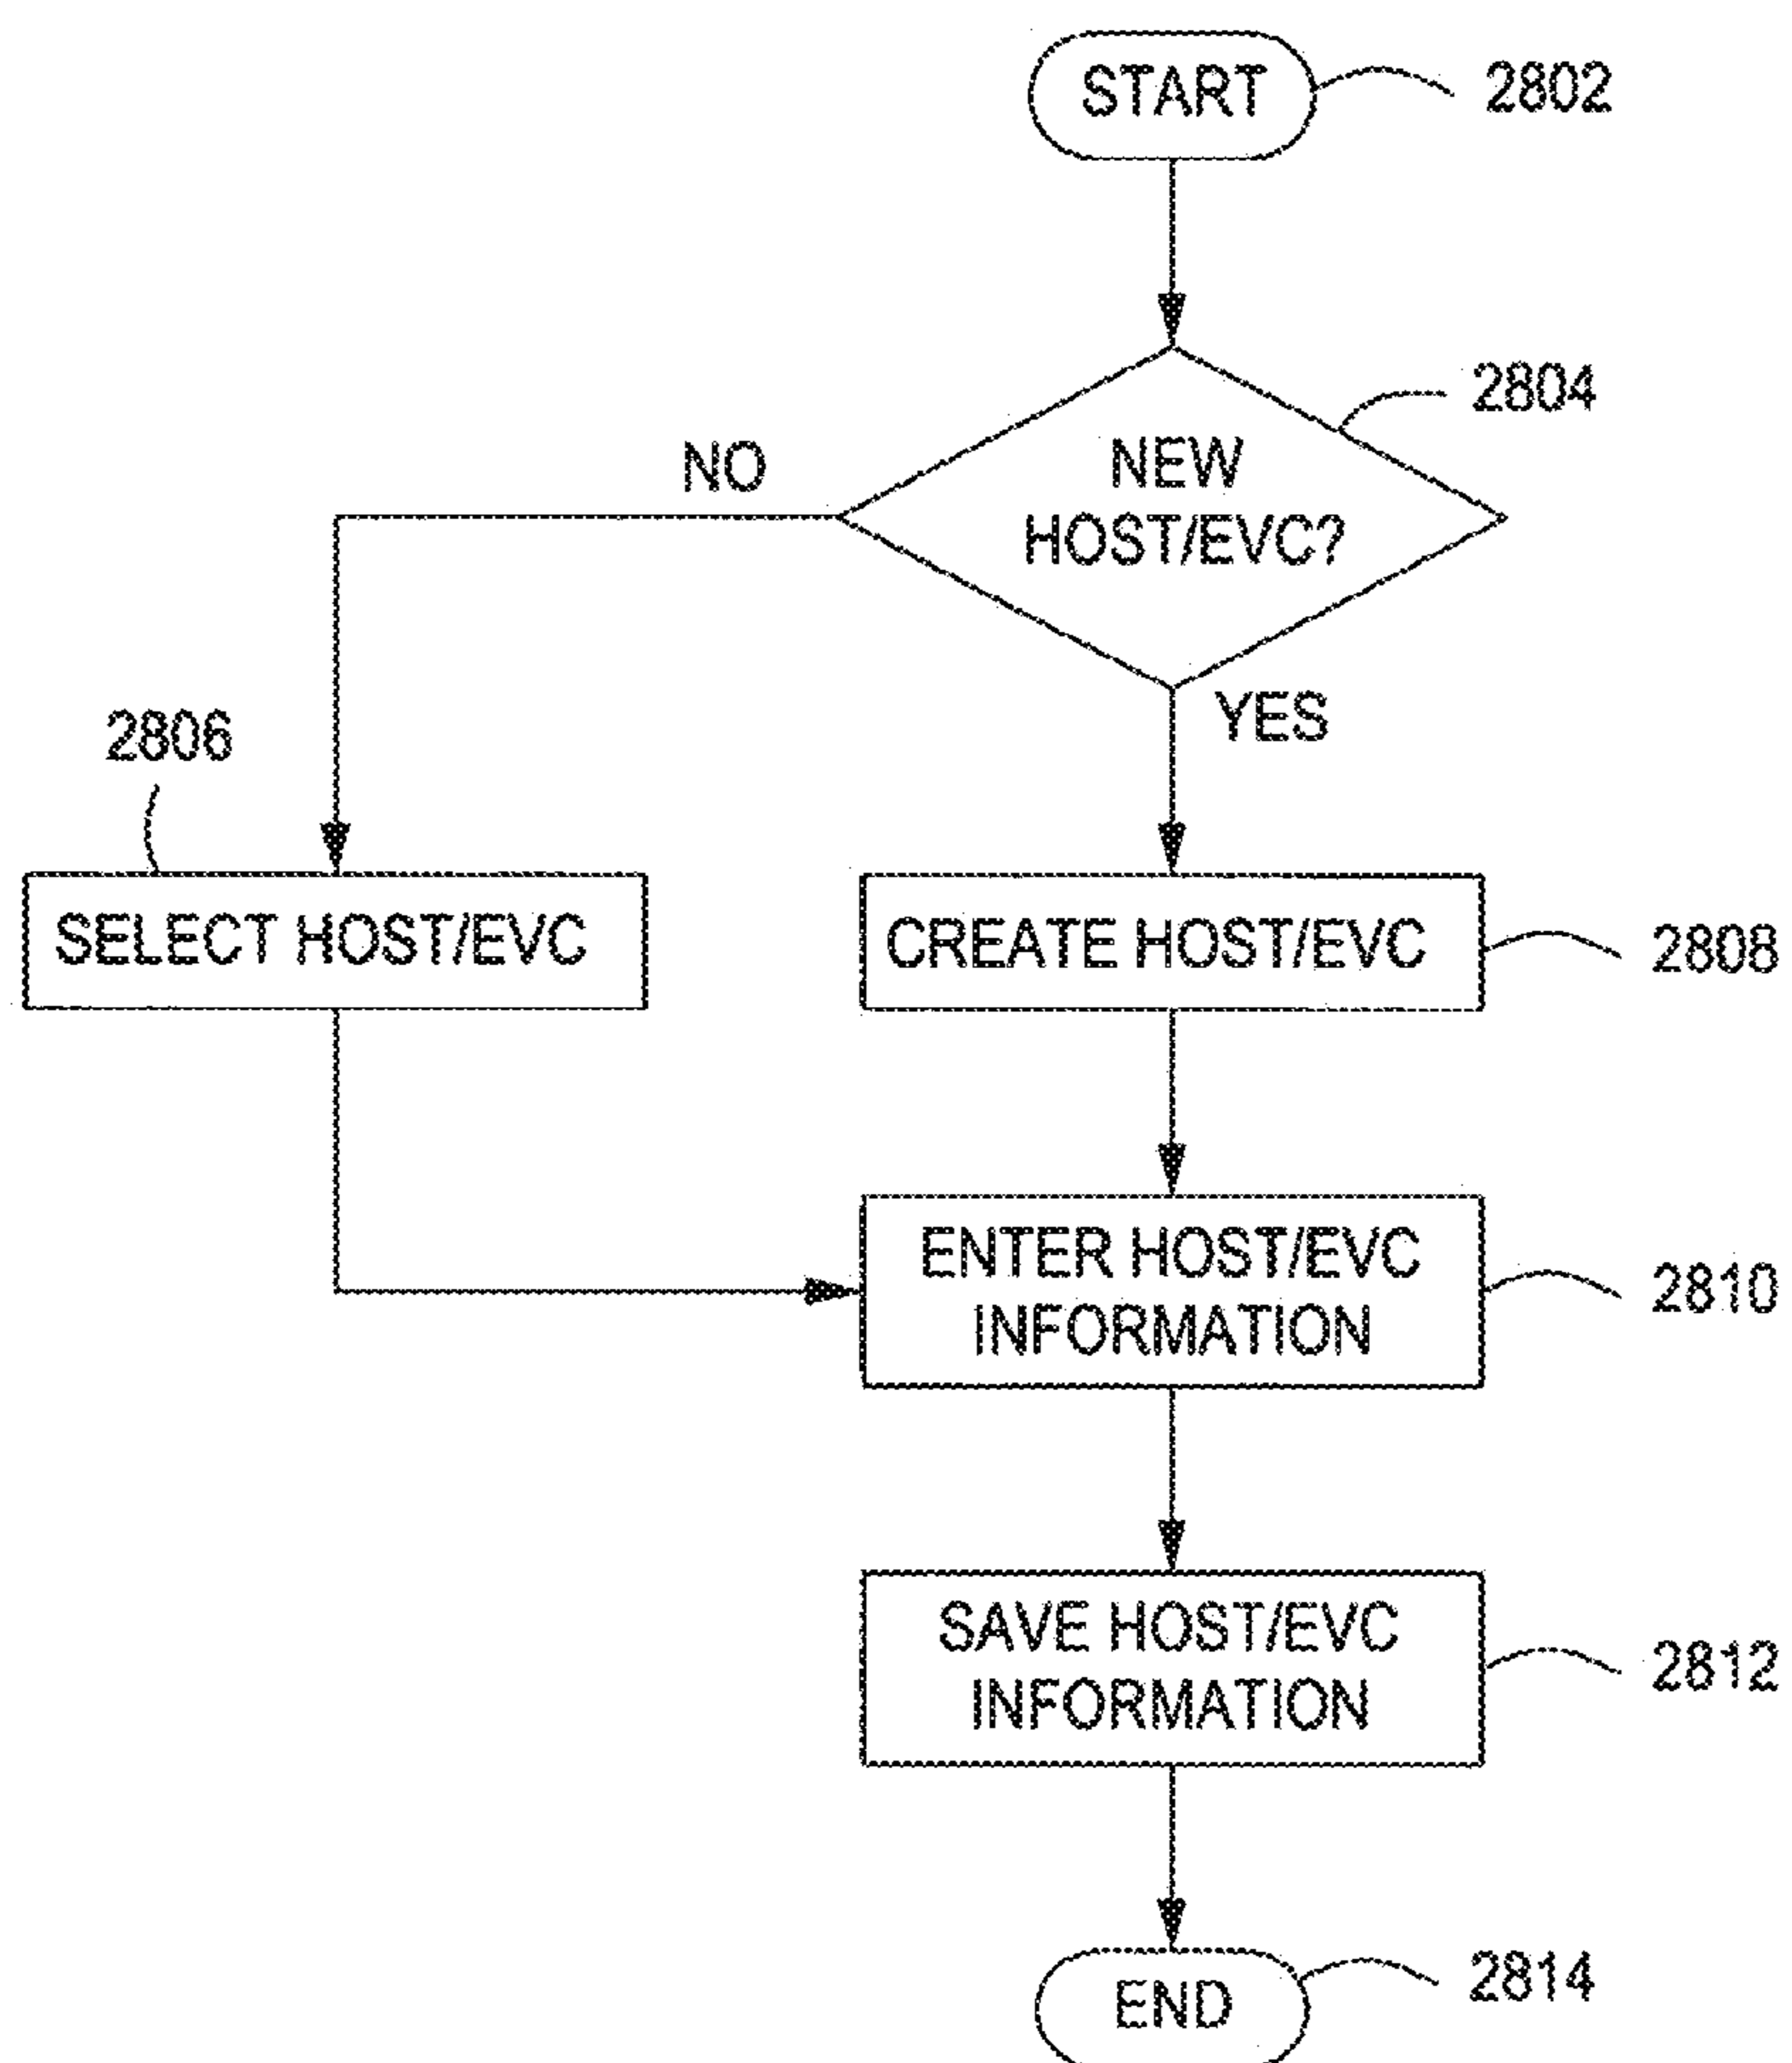 START
2802
2804
NEW
HOST/EVC?
NO
YES
2806
SELECT HOST/EVC
CREATE HOST/EVC
2808
ENTER HOST/EVC
INFORMATION
2810
SAVE HOST/EVC
INFORMATION
2812
END
2814